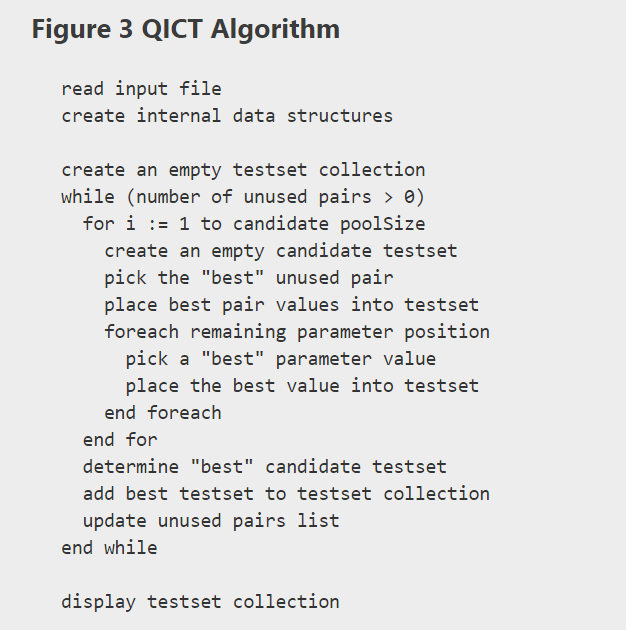 Figure 3 QICT Algorithm
read input file
create internal data structures
create an empty testset collection
while (number of unused pairs > 0)
for i := 1 to candidate poolSize
create an empty candidate testset
pick the "best" unused pair
place best pair values into testset
foreach remaining parameter position
pick a "best" parameter value
place the best value into testset
end foreach
end for
determine "best" candidate testset
add best testset to testset collection
update unused pairs list
end while
display testset collection